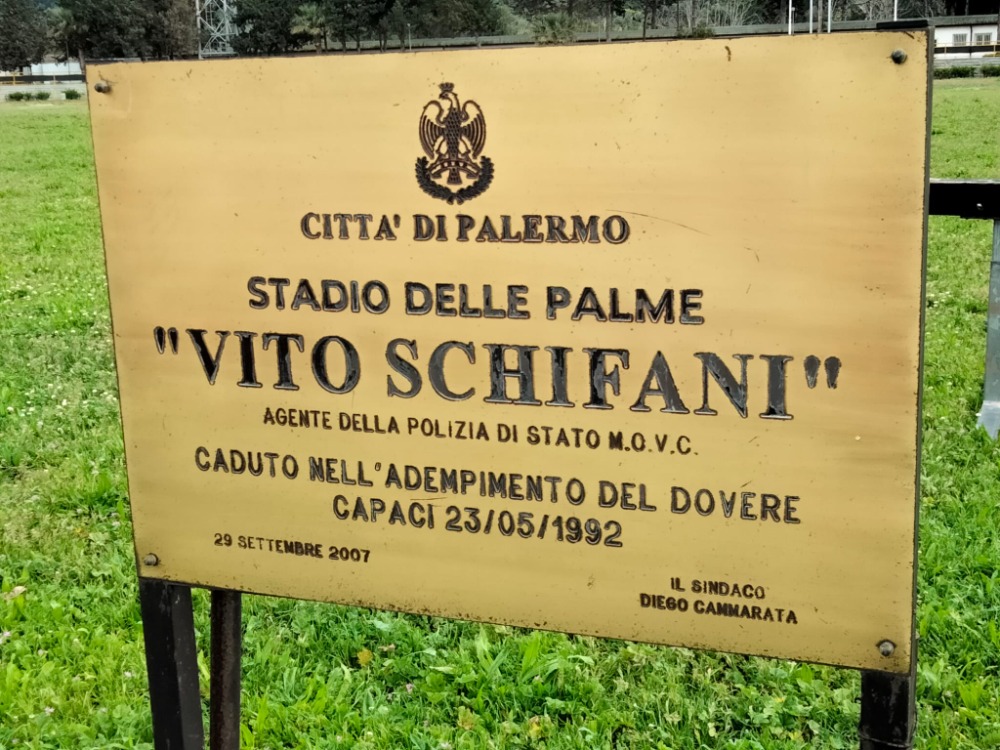 CITTA' DI PALERMO
STADIO DELLE PALME
"VITO SCHIFANI"
AGENTE DELLA POLIZIA DI STATO M.O.V.C.
CADUTO NELL'ADEMPIMENTO DEL DOVERE
CAPACI 23/05/1992
29 SETTEMBRE 2007
IL SINDACO
DIEGO CAMMARATA